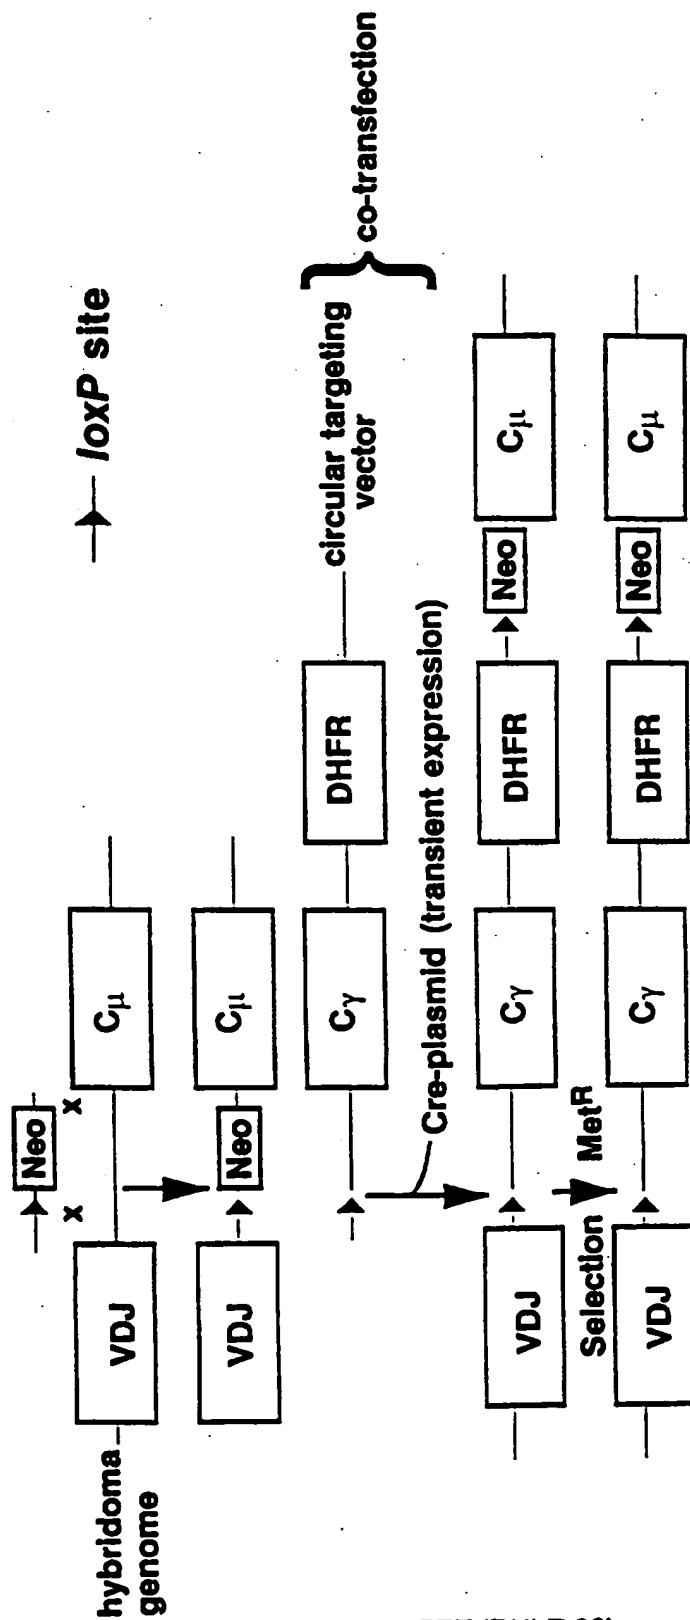 Neo
loxP site
x x
hybridoma
genome
VDJ
Cμ
VDJ
Neo
Cμ
Cγ
DHFR
circular targeting
vector
co-transfection
Cre-plasmid (transient expression)
VDJ
Cγ
DHFR
Neo
Cμ
Selection Met^R
VDJ
Cγ
DHFR
Neo
Cμ